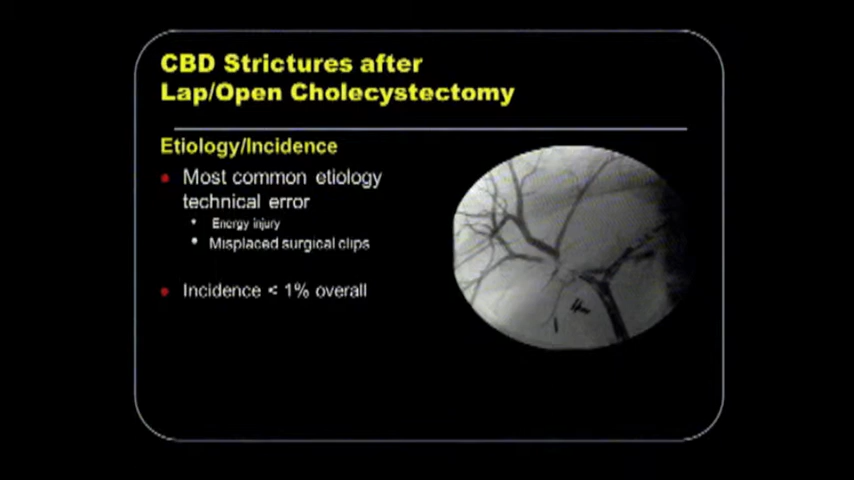 CBD Strictures after
Lap/Open Cholecystectomy
Etiology/Incidence
Most common etiology
technical error
Energy injury
Misplaced surgical clips
Incidence < 1% overall